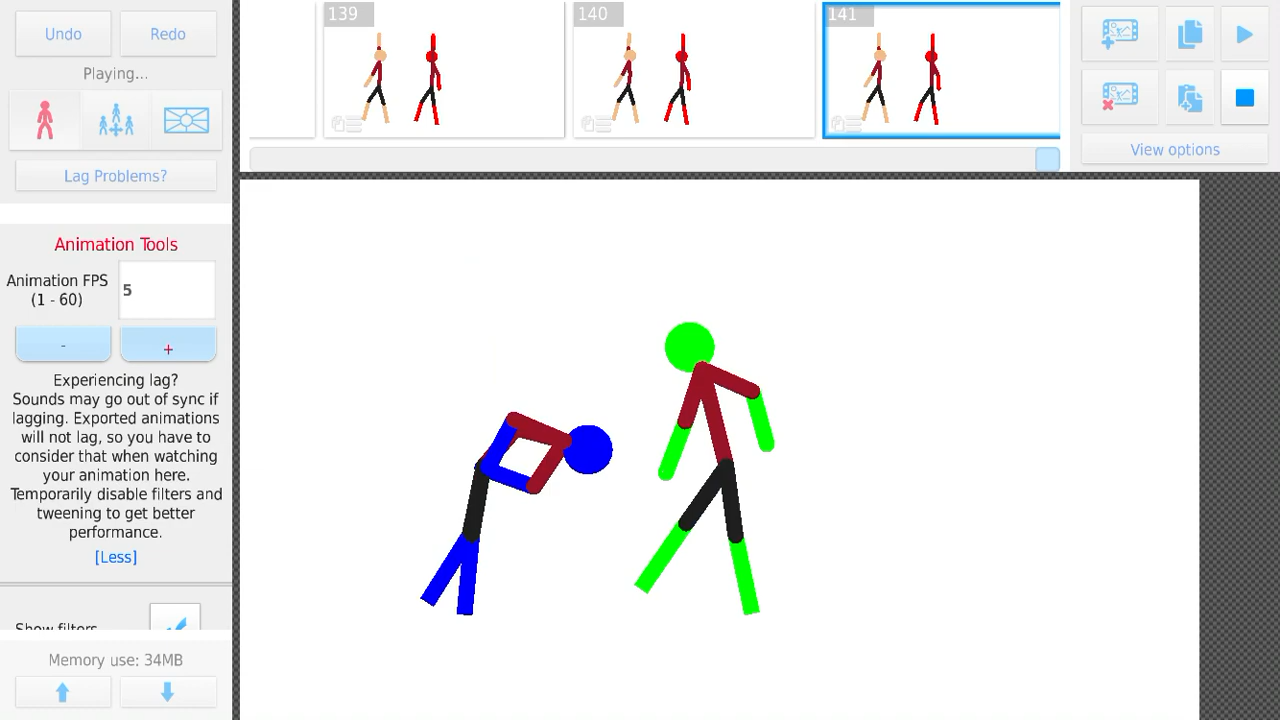 Undo
Redo
Playing...
Lag Problems?
139
140
141
View options
Animation Tools
Animation FPS
(1 - 60)
5
-
+
Experiencing lag?
Sounds may go out of sync if
lagging. Exported animations
will not lag, so you have to
consider that when watching
your animation here.
Temporarily disable filters and
tweening to get better
performance.
[Less]
Show filters
Memory use: 34MB